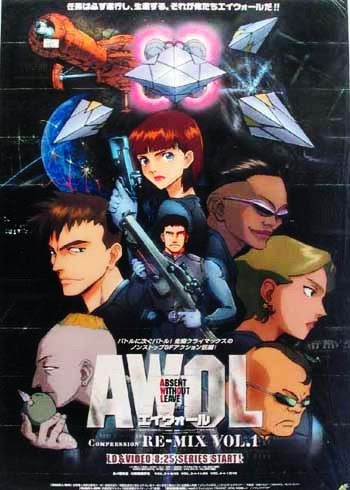 任務は必ず遂行し、生還する。それが俺たちエイウォールだ!!
バトルに次ぐバトル! 全編クライマックスの
ノンストップSFアクション巨編!
ABSENT
WITHOUT
LEAVE
AWOL
エイウォール
COMPRESSION RE-MIX VOL.1
LD&VIDEO 8.25 SERIES START!